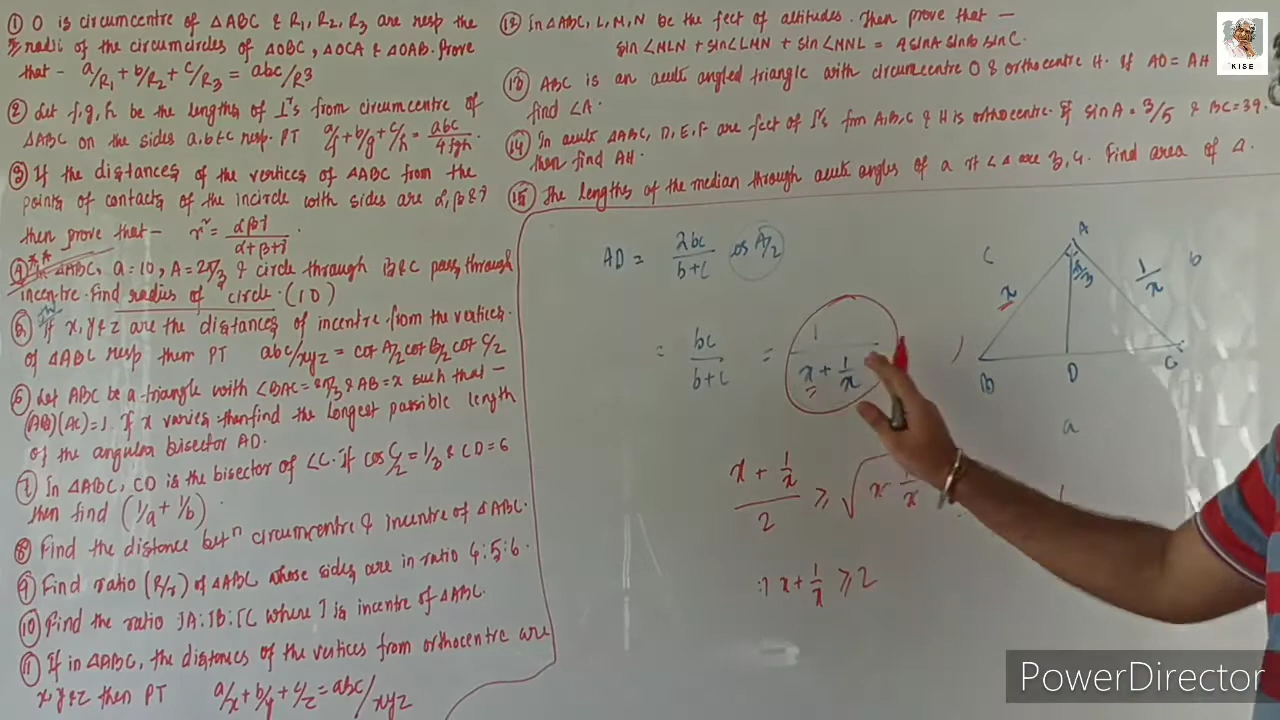 ① O is circumcentre of △ABC & R₁, R₂, R₃ are resp the
radii of the circumcircles of △OBC, △OCA & △OAB. Prove
that - a/R₁ + b/R₂ + c/R₃ = abc/R³
② Let f, g, h be the lengths of ⊥rs from circumcentre of
△ABC on the sides a, b & c resp. PT a/f + b/g + c/h = abc/4fgh.
③ If the distances of the vertices of △ABC from the
points of contacts of the incircle with sides are α, β & γ
then prove that - r² = αβγ/α+β+γ.
④ △ABC, a = 10, A = 2π/3 & circle through B & C pass through
incentre. Find radius of circle. (10)
⑤ If x, y & z are the distances of incentre from the vertices
of △ABC resp then PT abc/xyz = cot A/2 cot B/2 cot C/2
⑥ Let ABC be a triangle with ∠BAC = 2π/3 & AB = x such that -
(AB)(AC) = 1. If x varies, then find the longest possible length
of the angular bisector AD.
⑦ In △ABC, CD is the bisector of ∠C. If cos C/2 = 1/3 & CD = 6
then find (1/a + 1/b)
⑧ Find the distance betⁿ circumcentre & incentre of △ABC.
⑨ Find ratio (R/r) of △ABC whose sides are in ratio 4:5:6.
⑩ Find the ratio IA : IB : IC where I is incentre of △ABC.
⑪ If in △ABC, the distances of the vertices from orthocentre are
x, y & z then PT a/x + b/y + c/z = abc/xyz
⑫ In △ABC, L, M, N be the feet of altitudes. Then prove that -
sin∠MLN + sin∠LMN + sin∠MNL = 4 sinA sinB sinC.
⑬ ABC is an acute angled triangle with circumcentre O & orthocentre H. If AO = AH
find ∠A.
⑭ In acute △ABC, D, E, F are feet of ⊥rs from A, B, C & H is orthocentre. If sin A = 3/5 & BC = 39.
then find AH.
⑮ The lengths of the median through acute angles of a rt ∠ △ are 3, 4. Find area of △.
AD = 2bc/b+c cos A/2
= bc/b+c = 1/x + 1/x
x + 1/x / 2 ≥ √x · 1/x
∴ x + 1/x ≥ 2
A
c
b
π/3
x
1/x
B
D
C
a
KISE
PowerDirector